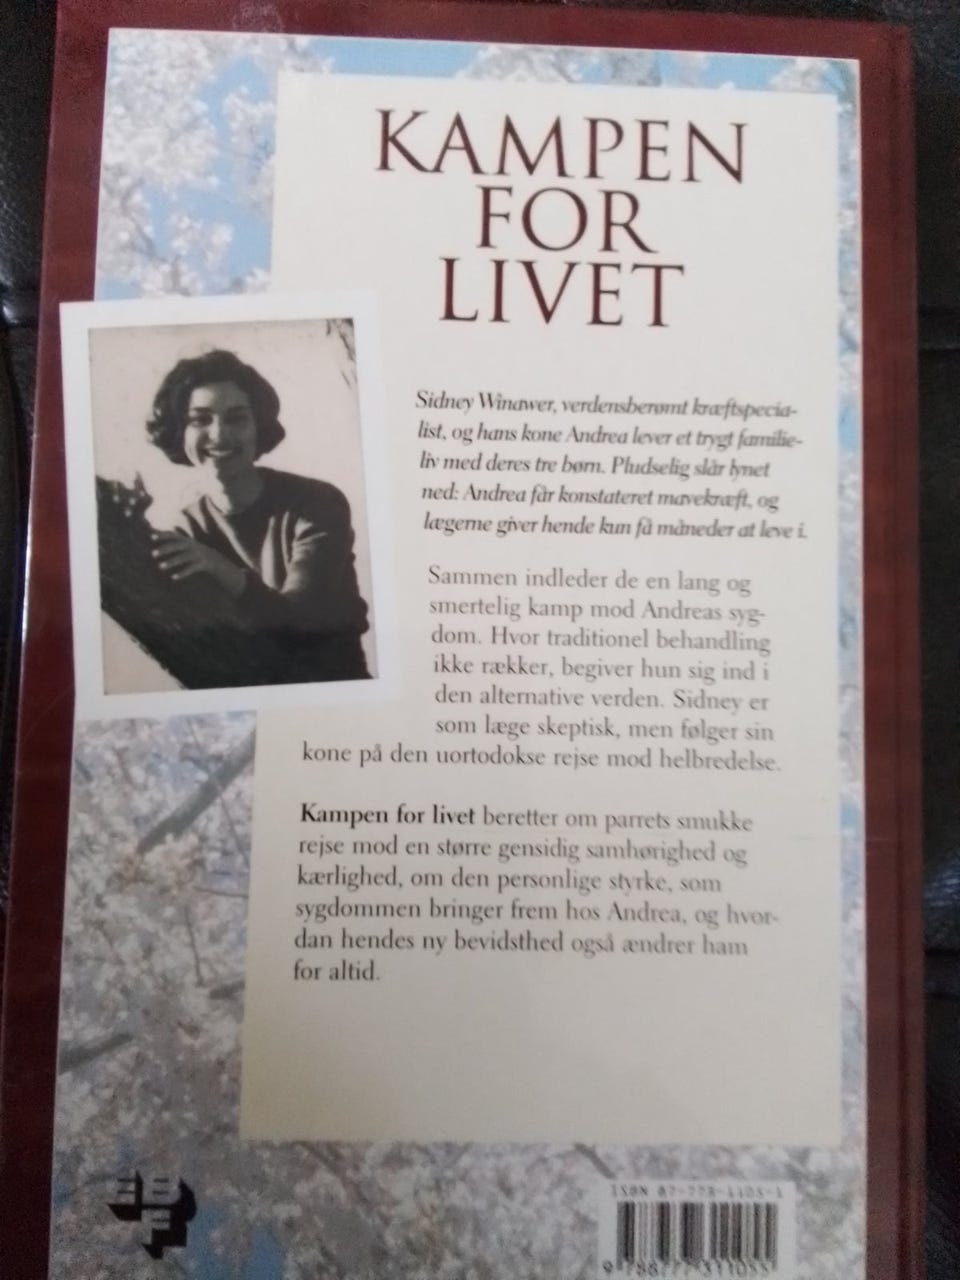 KAMPEN
FOR
LIVET
Sidney Winawer, verdensberømt kræftspecia-
list, og hans kone Andrea lever et trygt familie-
liv med deres tre børn. Pludselig slår lynet
ned: Andrea får konstateret mavekræft, og
lægerne giver hende kun få måneder at leve i.
Sammen indleder de en lang og
smertelig kamp mod Andreas syg-
dom. Hvor traditionel behandling
ikke rækker, begiver hun sig ind i
den alternative verden. Sidney er
som læge skeptisk, men følger sin
kone på den uortodokse rejse mod helbredelse.
Kampen for livet beretter om parrets smukke
rejse mod en større gensidig samhørighed og
kærlighed, om den personlige styrke, som
sygdommen bringer frem hos Andrea, og hvor-
dan hendes ny bevidsthed også ændrer ham
for altid.
ISBN